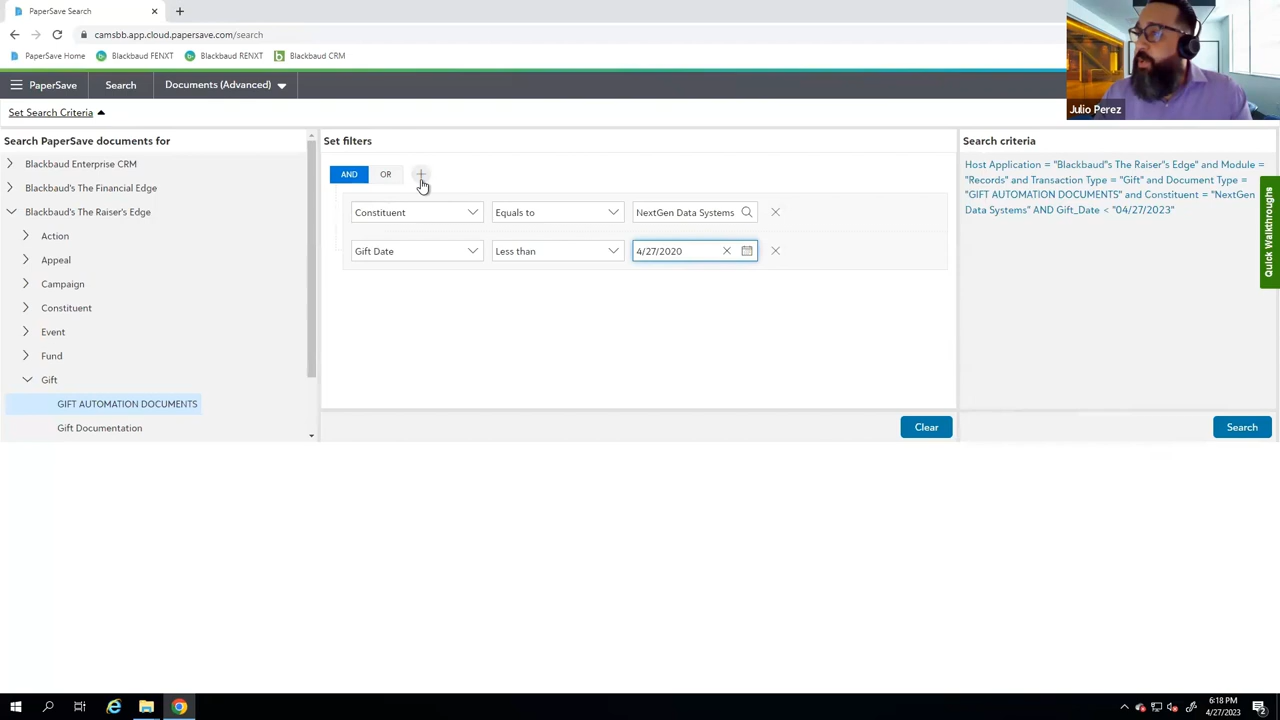 PaperSave Search
camsbb.app.cloud.papersave.com/search
PaperSave Home
Blackbaud FENXT
Blackbaud RENXT
Blackbaud CRM
PaperSave
Search
Documents (Advanced)
Julio Perez
Set Search Criteria
Search PaperSave documents for
Blackbaud Enterprise CRM
Blackbaud's The Financial Edge
Blackbaud's The Raiser's Edge
Action
Appeal
Campaign
Constituent
Event
Fund
Gift
GIFT AUTOMATION DOCUMENTS
Gift Documentation
Set filters
AND
OR
Constituent
Equals to
NextGen Data Systems
Gift Date
Less than
4/27/2020
Clear
Search criteria
Host Application = "Blackbaud"s The Raiser"s Edge" and Module =
"Records" and Transaction Type = "Gift" and Document Type =
"GIFT AUTOMATION DOCUMENTS" and Constituent = "NextGen
Data Systems" AND Gift_Date < "04/27/2023"
Search
Quick Walkthroughs
6:18 PM
4/27/2023
2